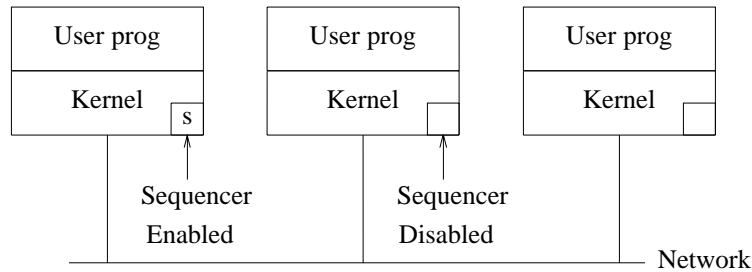 User prog
User prog
User prog
Kernel
Kernel
Kernel
s
Sequencer
Enabled
Sequencer
Disabled
Network